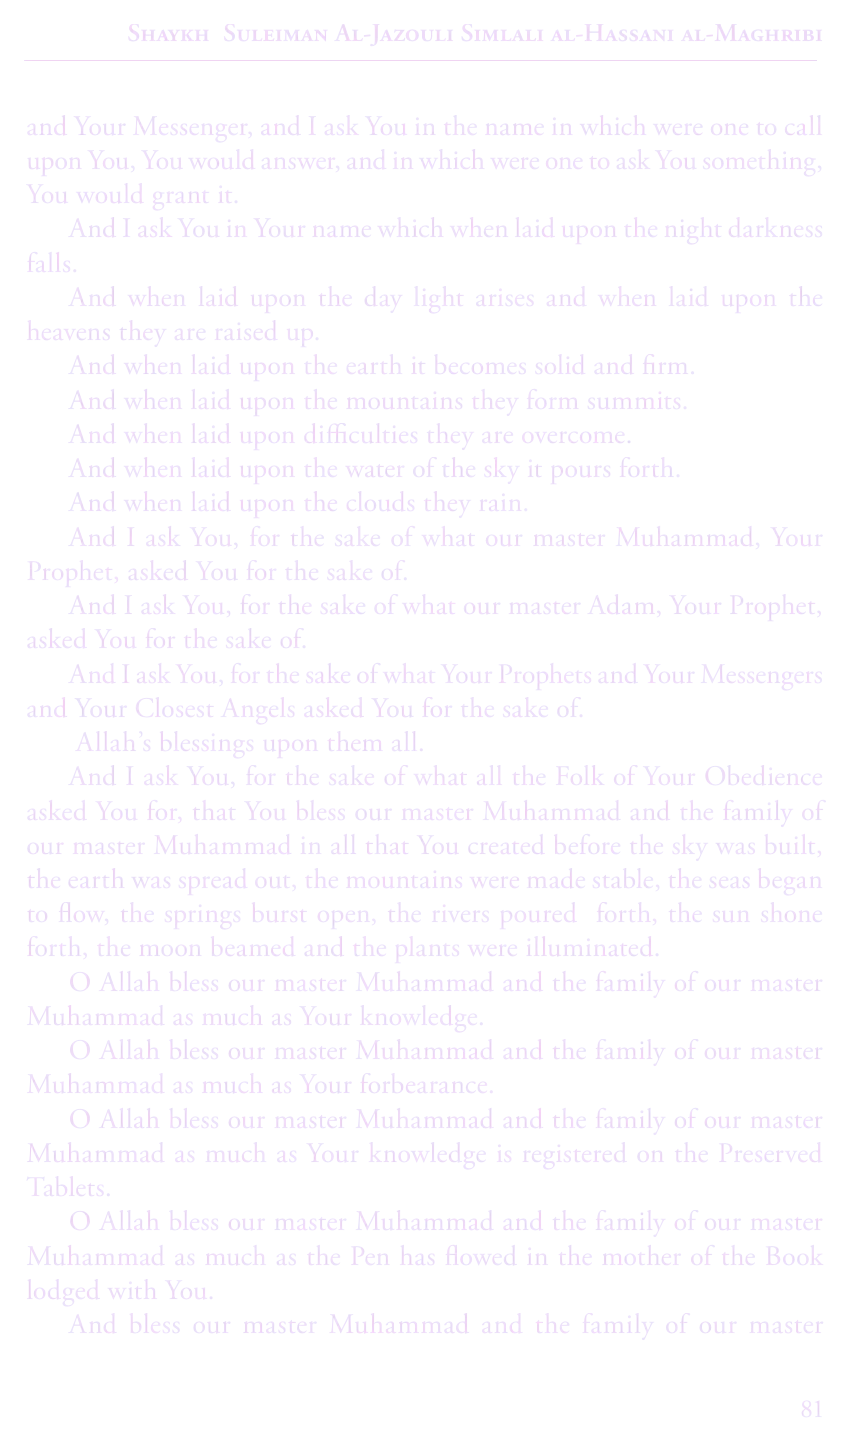 Shaykh Suleiman Al-Jazouli Simlali al-Hassani al-Maghribi
and Your Messenger, and I ask You in the name in which were one to call
upon You, You would answer, and in which were one to ask You something,
You would grant it.
And I ask You in Your name which when laid upon the night darkness
falls.
And when laid upon the day light arises and when laid upon the
heavens they are raised up.
And when laid upon the earth it becomes solid and firm.
And when laid upon the mountains they form summits.
And when laid upon difficulties they are overcome.
And when laid upon the water of the sky it pours forth.
And when laid upon the clouds they rain.
And I ask You, for the sake of what our master Muhammad, Your
Prophet, asked You for the sake of.
And I ask You, for the sake of what our master Adam, Your Prophet,
asked You for the sake of.
And I ask You, for the sake of what Your Prophets and Your Messengers
and Your Closest Angels asked You for the sake of.
Allah's blessings upon them all.
And I ask You, for the sake of what all the Folk of Your Obedience
asked You for, that You bless our master Muhammad and the family of
our master Muhammad in all that You created before the sky was built,
the earth was spread out, the mountains were made stable, the seas began
to flow, the springs burst open, the rivers poured forth, the sun shone
forth, the moon beamed and the plants were illuminated.
O Allah bless our master Muhammad and the family of our master
Muhammad as much as Your knowledge.
O Allah bless our master Muhammad and the family of our master
Muhammad as much as Your forbearance.
O Allah bless our master Muhammad and the family of our master
Muhammad as much as Your knowledge is registered on the Preserved
Tablets.
O Allah bless our master Muhammad and the family of our master
Muhammad as much as the Pen has flowed in the mother of the Book
lodged with You.
And bless our master Muhammad and the family of our master
81